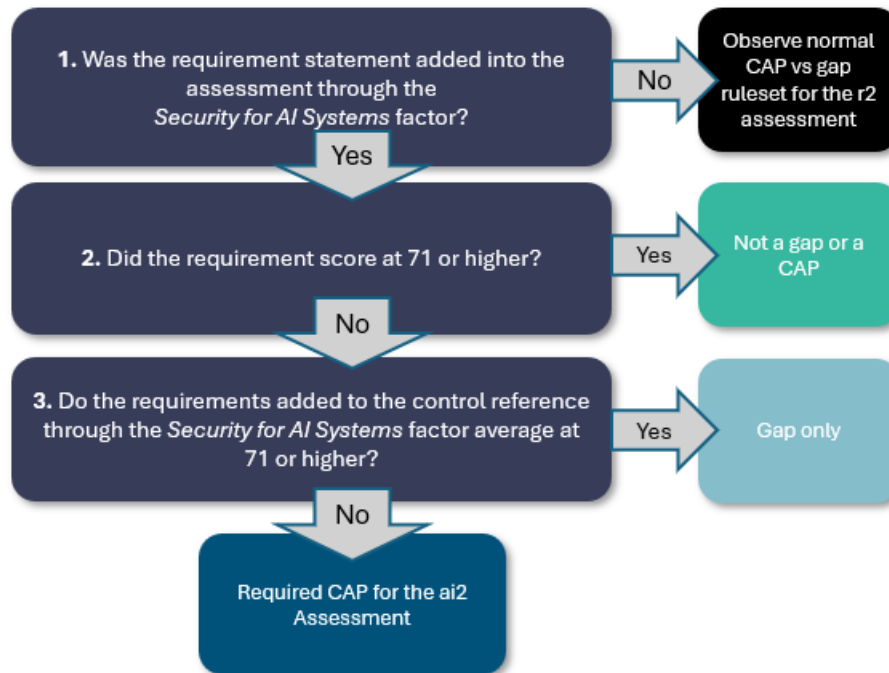 1. Was the requirement statement added into the
assessment through the
Security for AI Systems factor?
No
Observe normal
CAP vs gap
ruleset for the r2
assessment
Yes
2. Did the requirement score at 71 or higher?
Yes
Not a gap or a
CAP
No
3. Do the requirements added to the control reference
through the Security for AI Systems factor average at
71 or higher?
Yes
Gap only
No
Required CAP for the ai2
Assessment